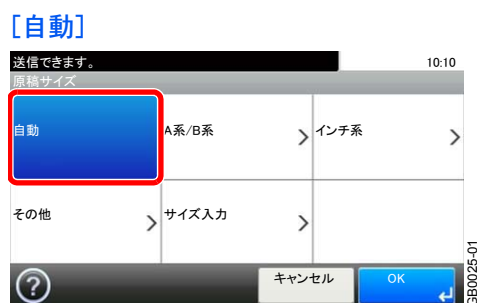 [自動]
送信できます。 10:10
原稿サイズ
自動 A系/B系 インチ系
その他 サイズ入力
キャンセル OK
GB0025-01